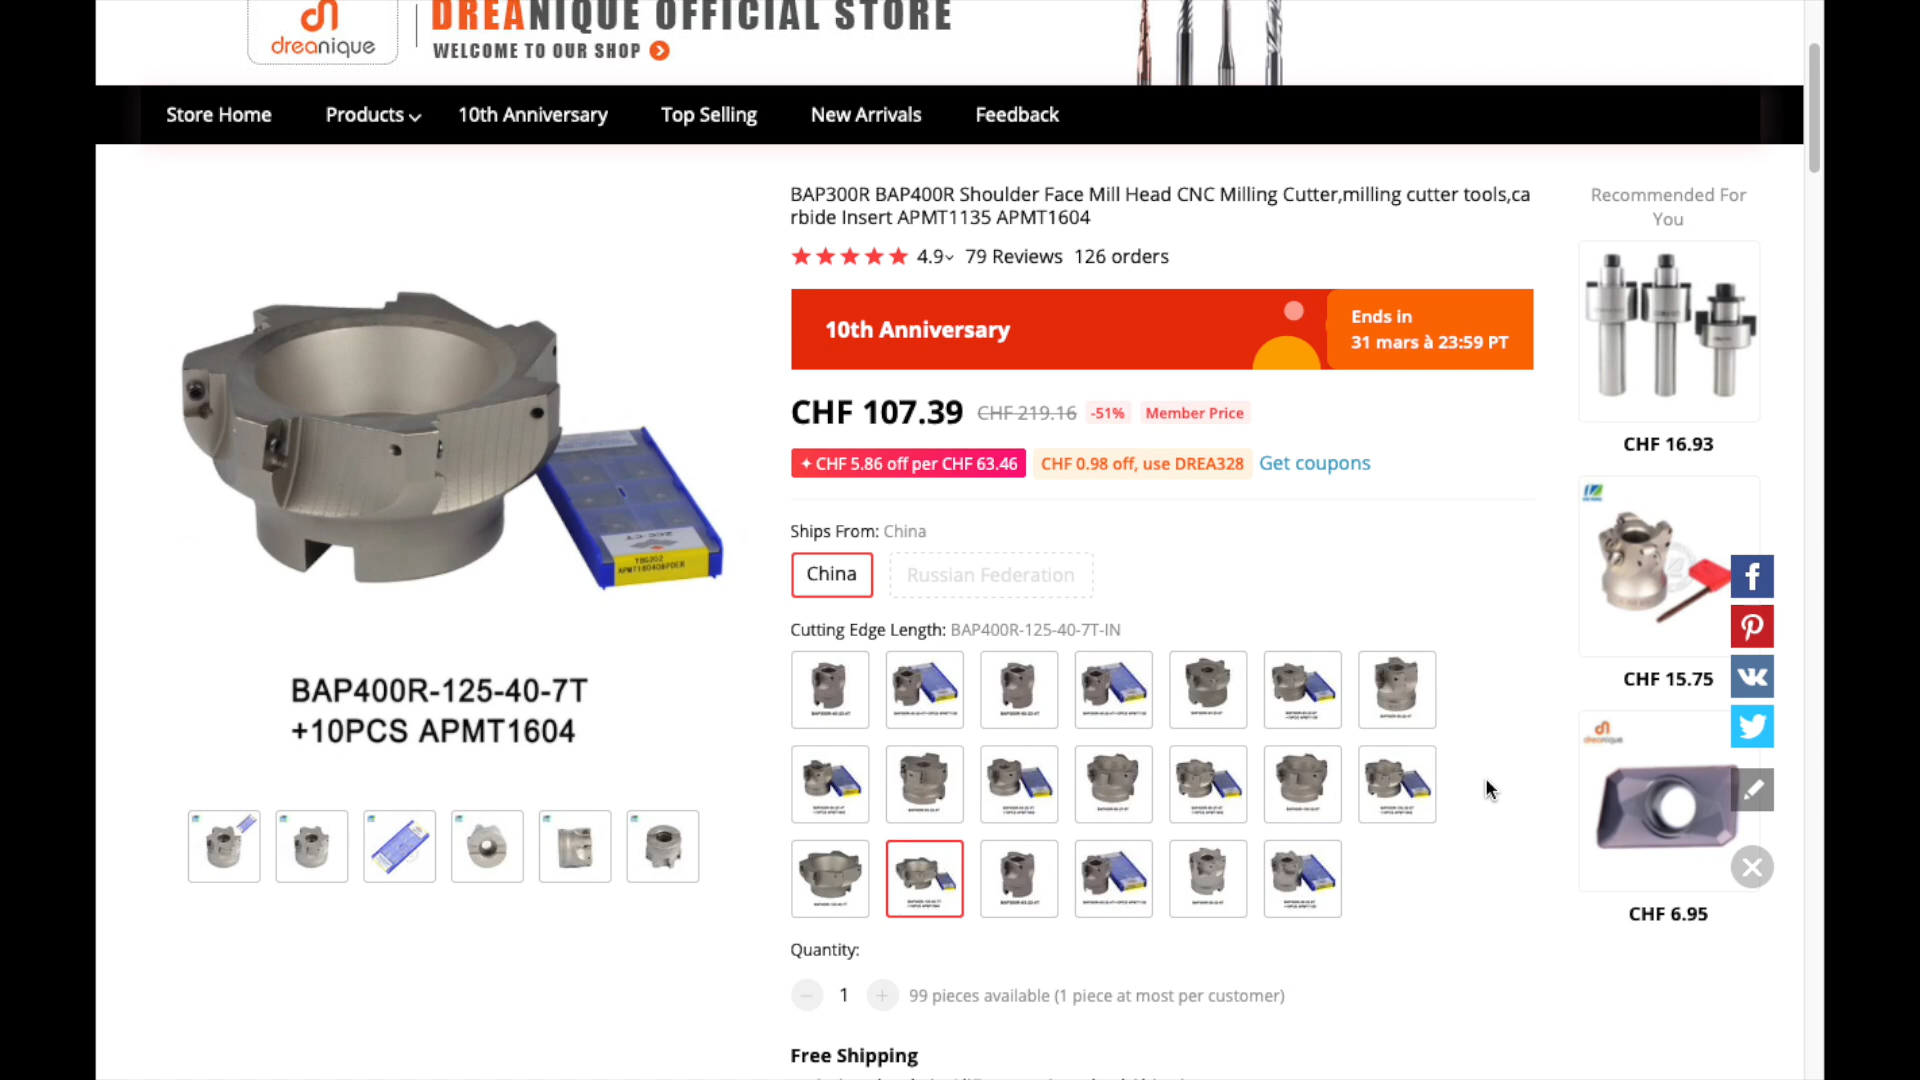 dreanique
DREANIQUE OFFICIAL STORE
WELCOME TO OUR SHOP
Store Home
Products
10th Anniversary
Top Selling
New Arrivals
Feedback
BAP300R BAP400R Shoulder Face Mill Head CNC Milling Cutter,milling cutter tools,ca
rbide Insert APMT1135 APMT1604
4.9 79 Reviews 126 orders
10th Anniversary
Ends in
31 mars à 23:59 PT
CHF 107.39 CHF 219.16 -51% Member Price
CHF 5.86 off per CHF 63.46 CHF 0.98 off, use DREA328 Get coupons
Ships From: China
China
Russian Federation
Cutting Edge Length: BAP400R-125-40-7T-IN
Quantity:
1
99 pieces available (1 piece at most per customer)
Free Shipping
ZCC-CT
YBG302
BAP400R-125-40-7T
+10PCS APMT1604
Recommended For
You
CHF 16.93
CHF 15.75
dreanique
CHF 6.95